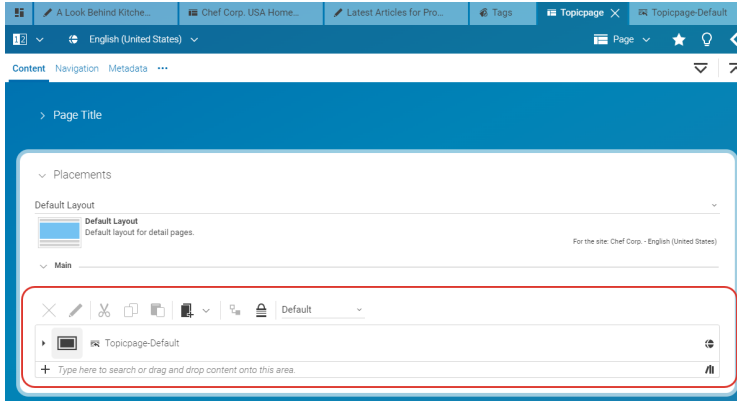 A Look Behind Kitche... Chef Corp. USA Home... Latest Articles for Pro... Tags Topicpage Topicpage-Default
12 English (United States) Page
Content Navigation Metadata •••
Page Title
Placements
Default Layout
Default Layout
Default layout for detail pages.
For the site: Chef Corp. - English (United States)
Main
Default
Topicpage-Default
Type here to search or drag and drop content onto this area.